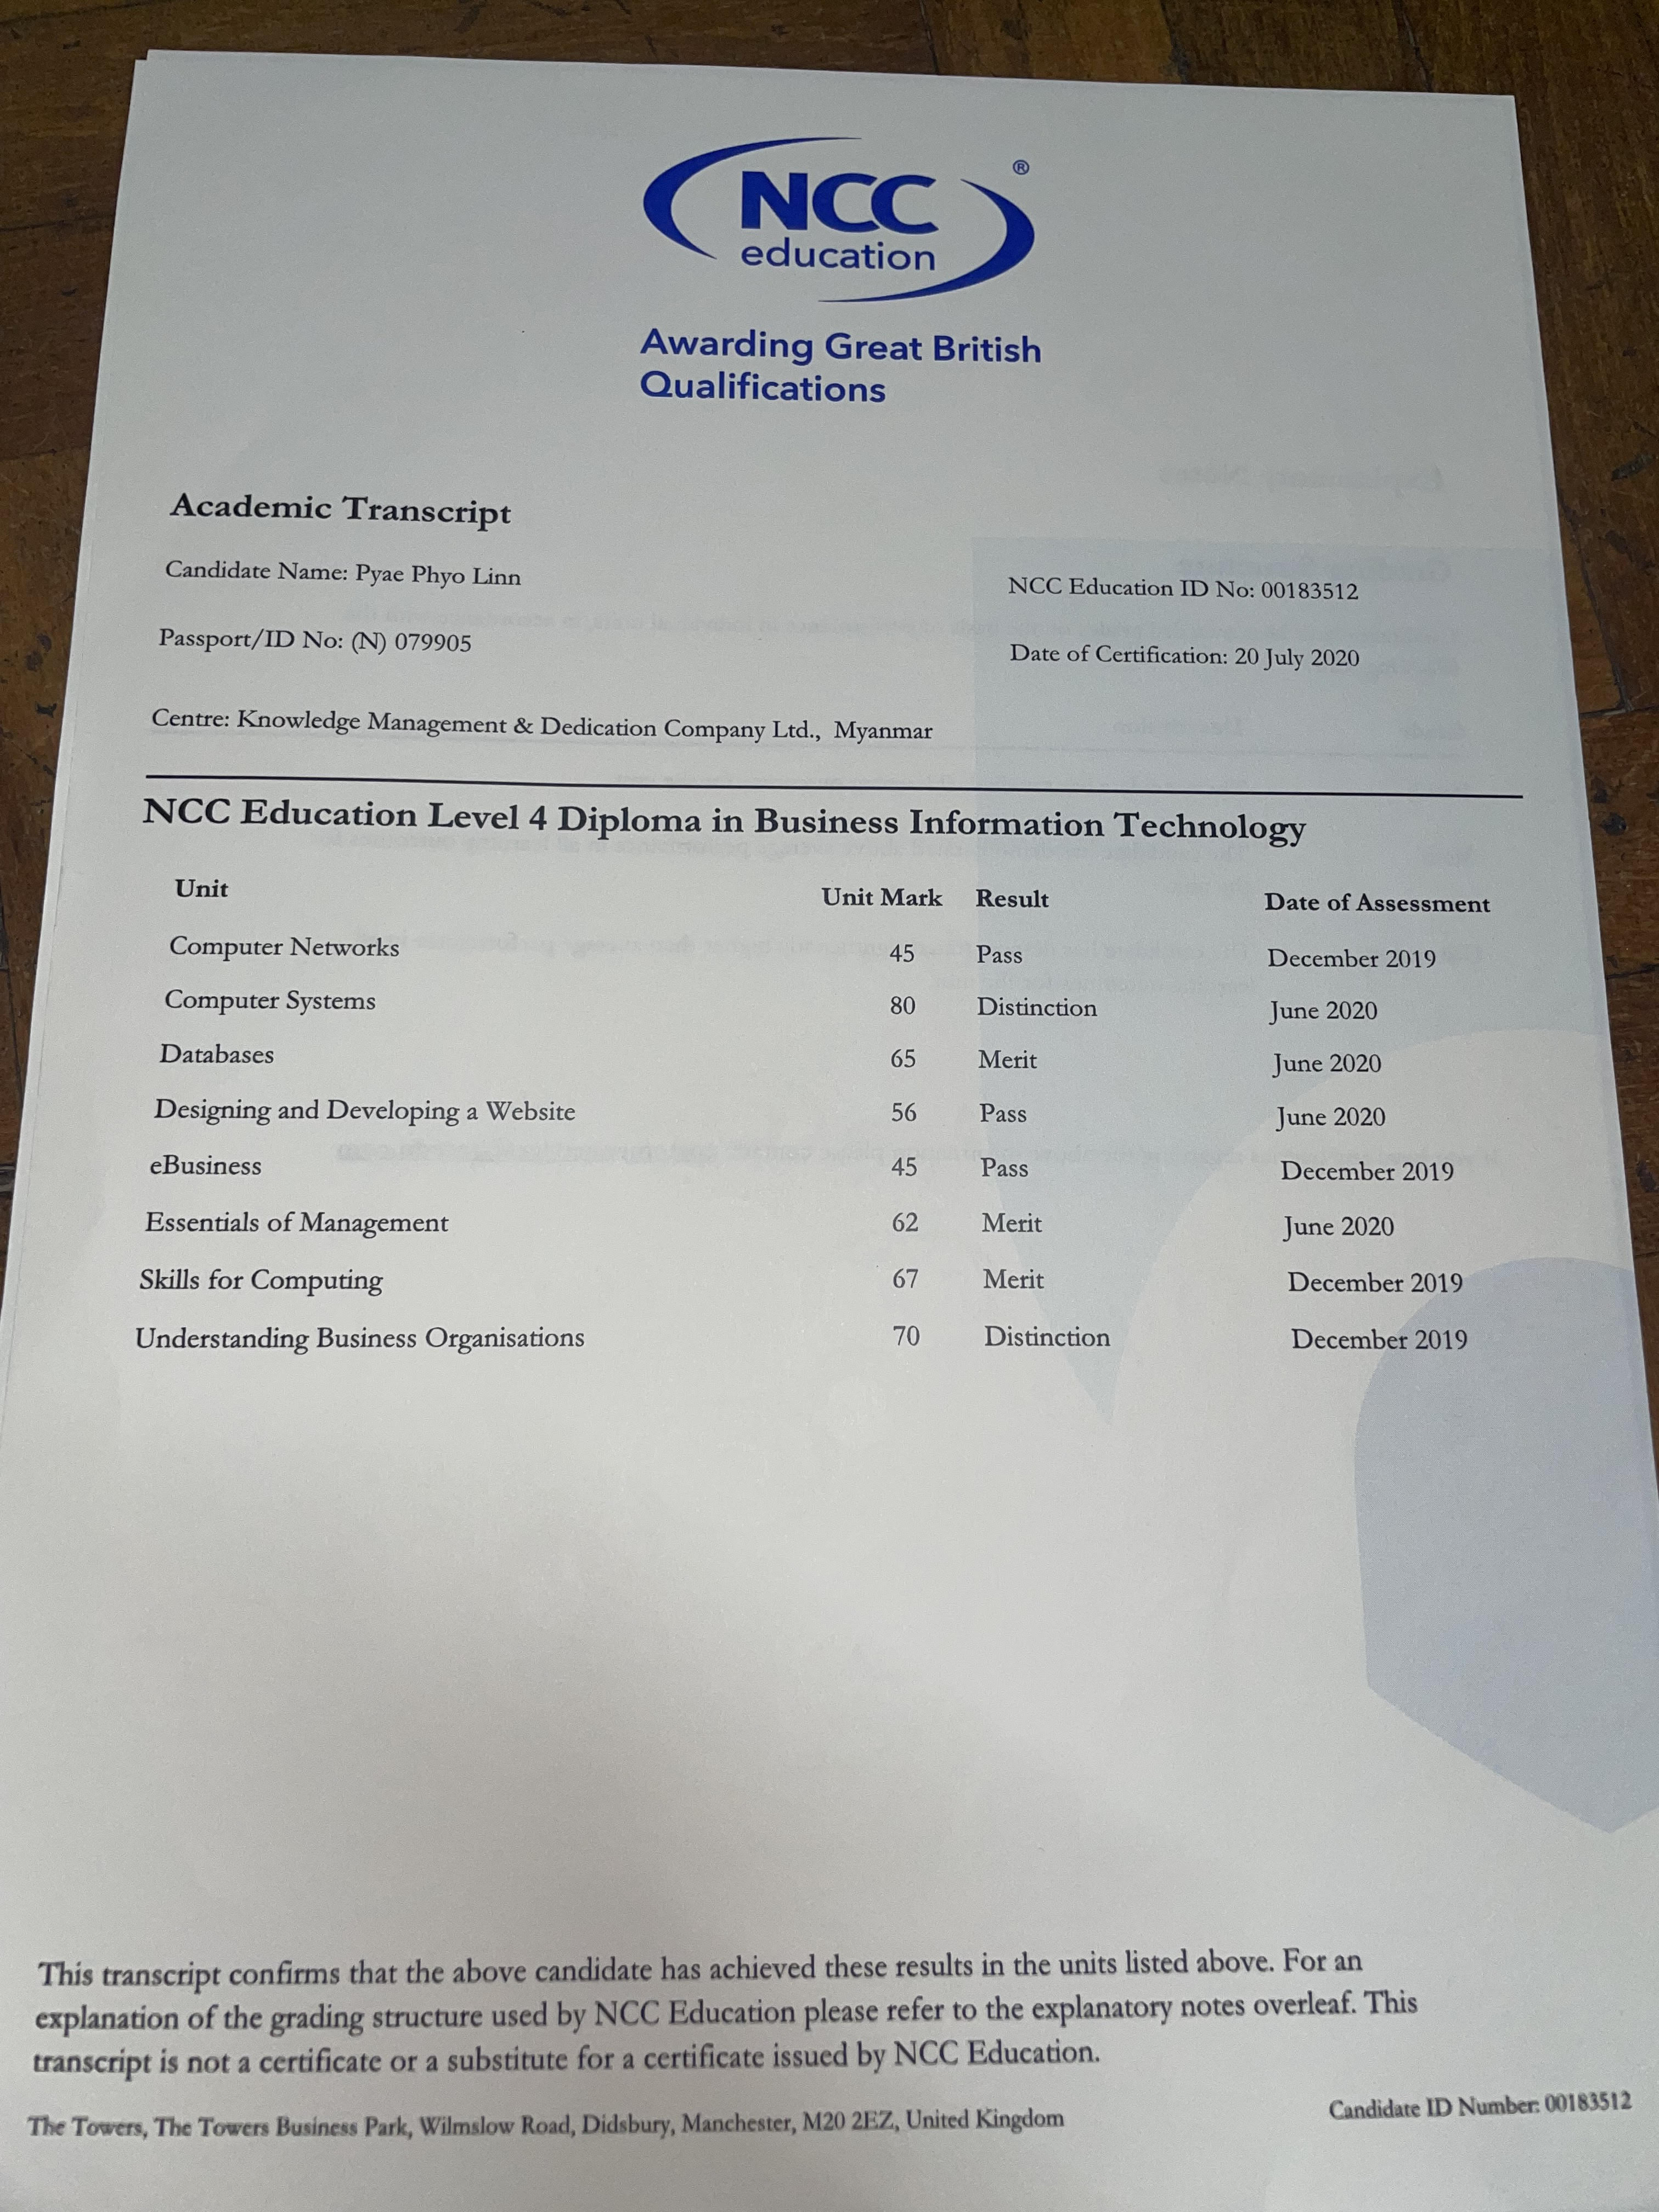 NCC®
education
Awarding Great British
Qualifications
Academic Transcript
Candidate Name: Pyae Phyo Linn
NCC Education ID No: 00183512
Passport/ID No: (N) 079905
Date of Certification: 20 July 2020
Centre: Knowledge Management & Dedication Company Ltd., Myanmar
NCC Education Level 4 Diploma in Business Information Technology
Unit Unit Mark Result Date of Assessment
Computer Networks 45 Pass December 2019
Computer Systems 80 Distinction June 2020
Databases 65 Merit June 2020
Designing and Developing a Website 56 Pass June 2020
eBusiness 45 Pass December 2019
Essentials of Management 62 Merit June 2020
Skills for Computing 67 Merit December 2019
Understanding Business Organisations 70 Distinction December 2019
This transcript confirms that the above candidate has achieved these results in the units listed above. For an
explanation of the grading structure used by NCC Education please refer to the explanatory notes overleaf. This
transcript is not a certificate or a substitute for a certificate issued by NCC Education.
The Towers, The Towers Business Park, Wilmslow Road, Didsbury, Manchester, M20 2EZ, United Kingdom
Candidate ID Number: 00183512